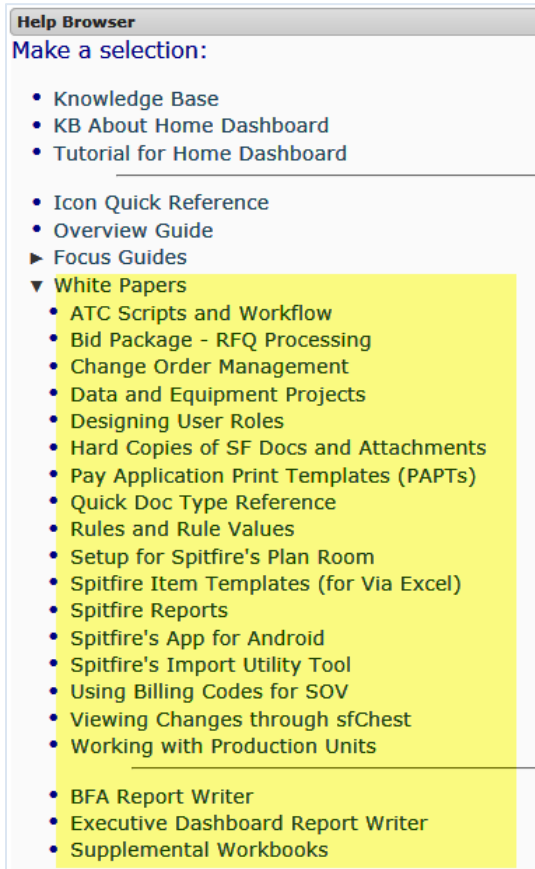 Help Browser
Make a selection:
• Knowledge Base
• KB About Home Dashboard
• Tutorial for Home Dashboard
• Icon Quick Reference
• Overview Guide
► Focus Guides
▼ White Papers
• ATC Scripts and Workflow
• Bid Package - RFQ Processing
• Change Order Management
• Data and Equipment Projects
• Designing User Roles
• Hard Copies of SF Docs and Attachments
• Pay Application Print Templates (PAPTs)
• Quick Doc Type Reference
• Rules and Rule Values
• Setup for Spitfire's Plan Room
• Spitfire Item Templates (for Via Excel)
• Spitfire Reports
• Spitfire's App for Android
• Spitfire's Import Utility Tool
• Using Billing Codes for SOV
• Viewing Changes through sfChest
• Working with Production Units
• BFA Report Writer
• Executive Dashboard Report Writer
• Supplemental Workbooks